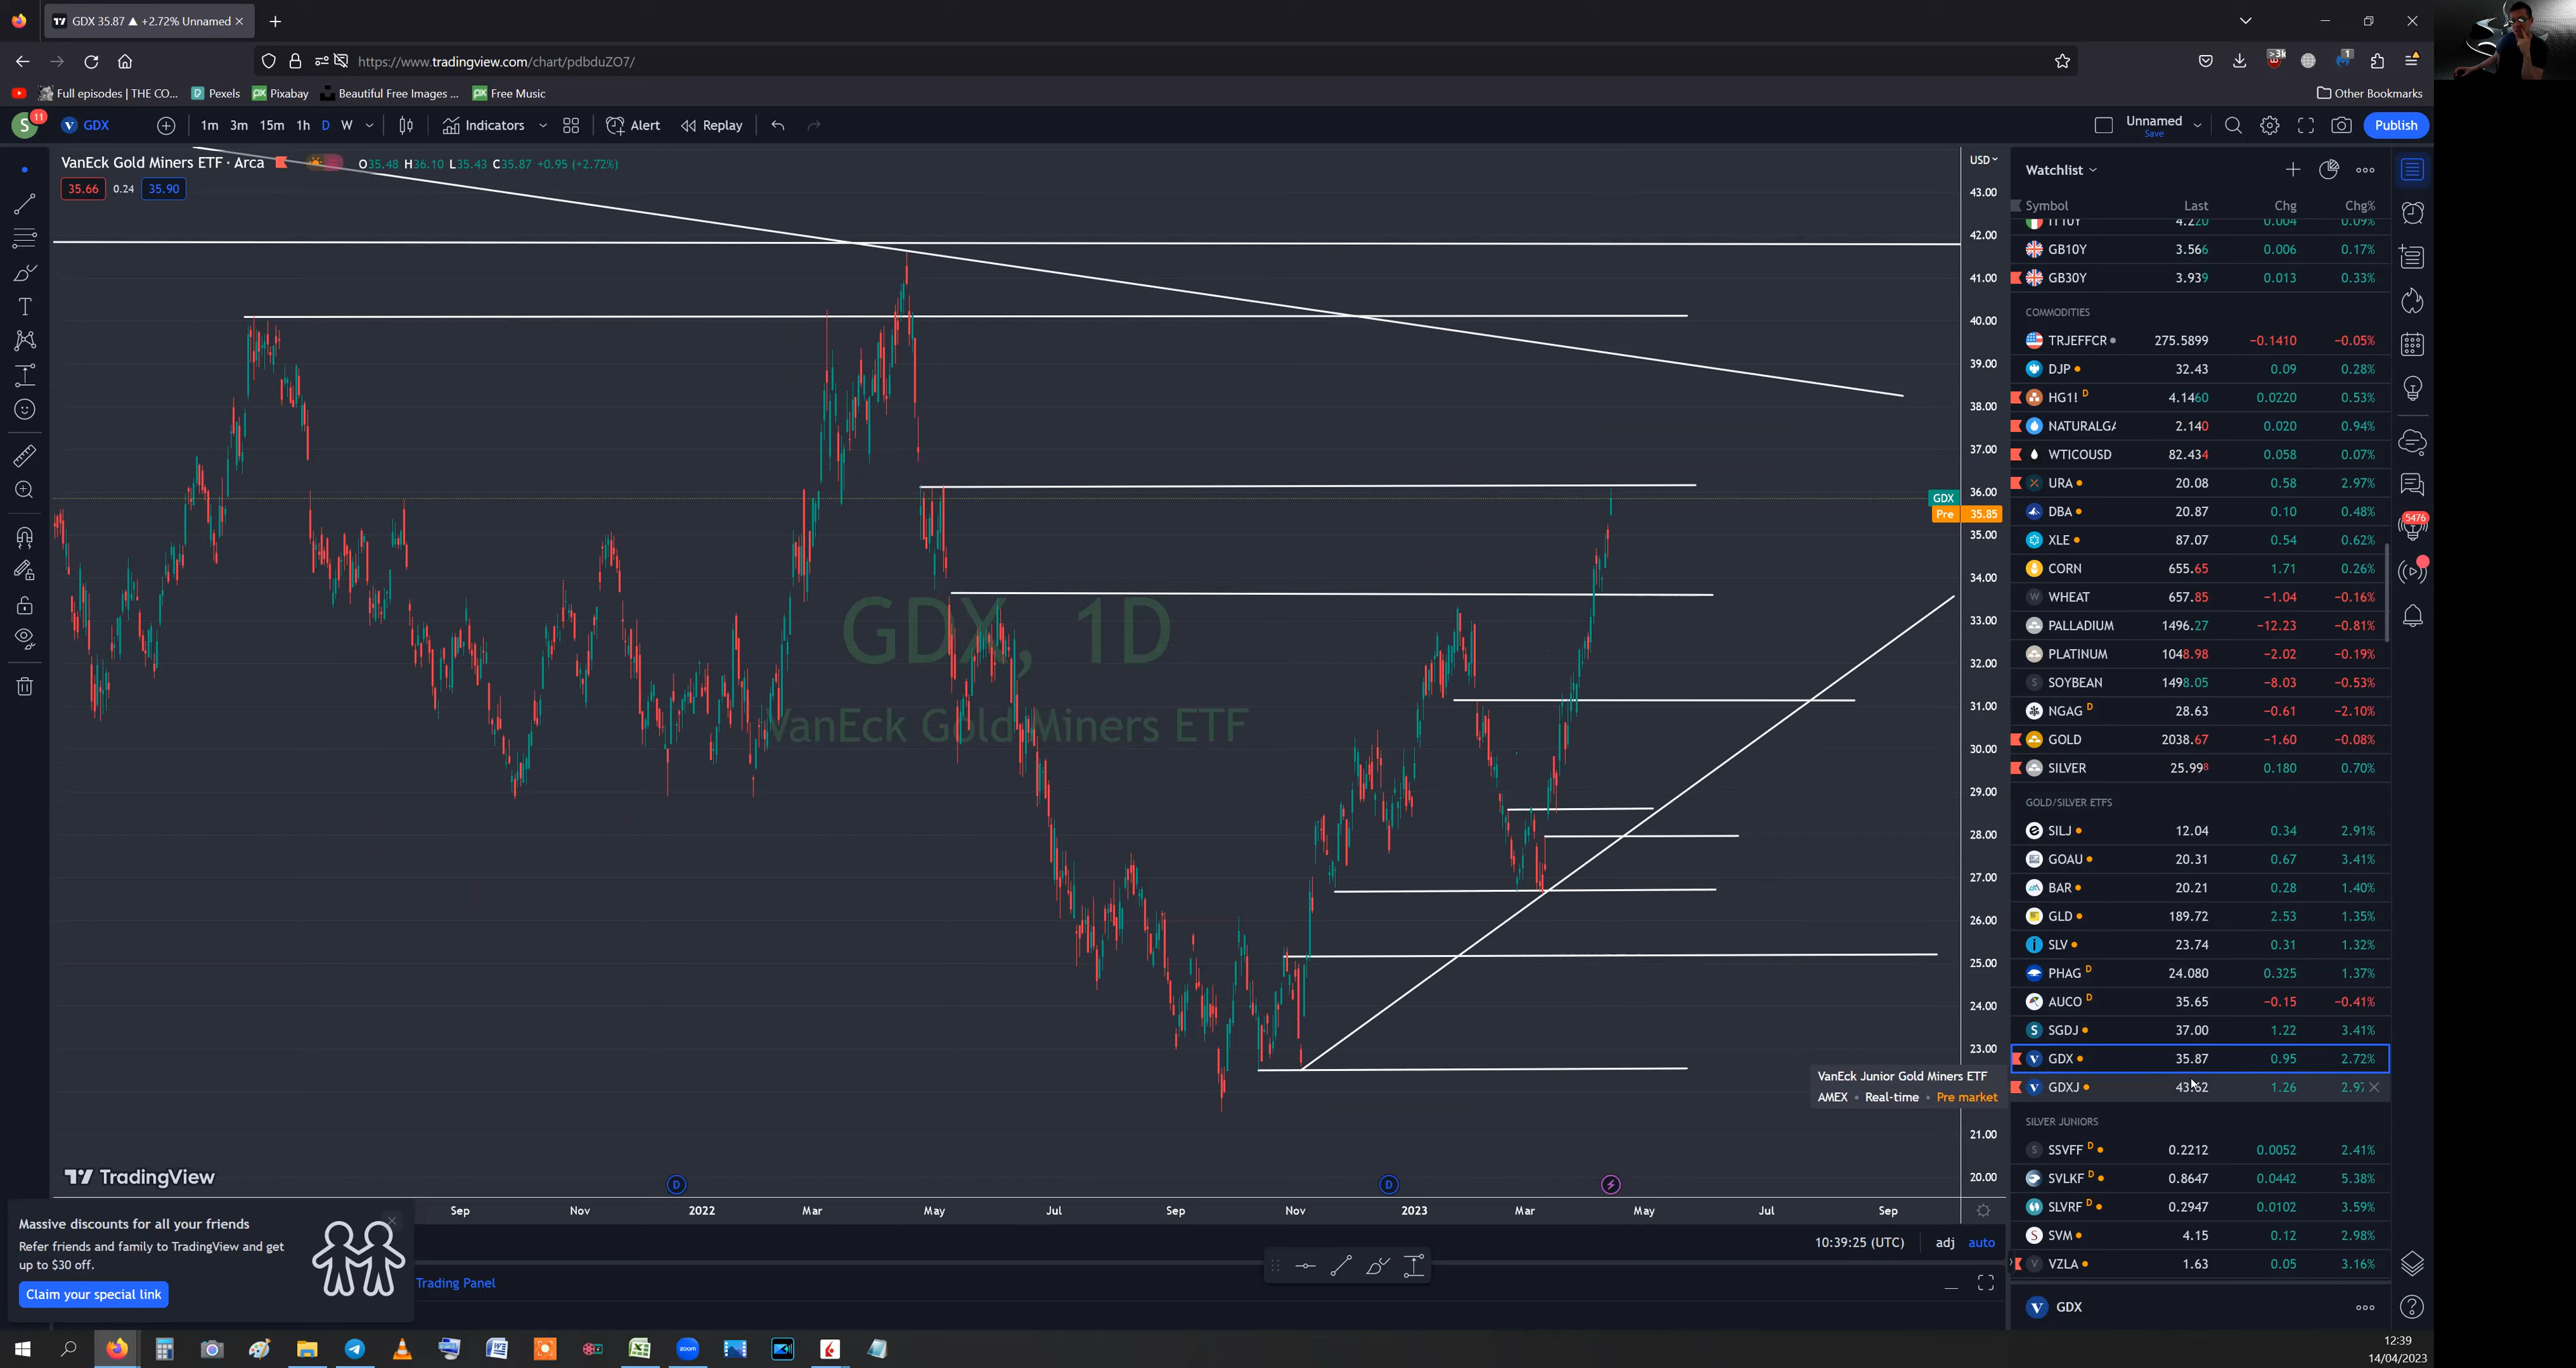 GDX 35.87 ▲ +2.72% Unnamed
https://www.tradingview.com/chart/pdbduZO7/
>3k
1
Full episodes | THE CO...
Pexels
Pixabay
Beautiful Free Images ...
Free Music
Other Bookmarks
S 11 GDX 1m 3m 15m 1h D W Indicators Alert Replay
Unnamed
Save
Publish
VanEck Gold Miners ETF · Arca O35.48 H36.10 L35.43 C35.87 +0.95 (+2.72%)
35.66 0.24 35.90
USD
43.00
42.00
41.00
40.00
39.00
38.00
37.00
36.00
GDX
Pre 35.85
35.00
34.00
33.00
32.00
31.00
30.00
29.00
28.00
27.00
26.00
25.00
24.00
23.00
21.00
20.00
GDX, 1D
VanEck Gold Miners ETF
VanEck Junior Gold Miners ETF
AMEX • Real-time • Pre market
TradingView
D
D
Sep Nov 2022 Mar May Jul Sep Nov 2023 Mar May Jul Sep
10:39:25 (UTC) adj auto
Massive discounts for all your friends
Refer friends and family to TradingView and get
up to $30 off.
Claim your special link
Trading Panel
Watchlist
Symbol Last Chg Chg%
IT10Y 4.220 0.004 0.09%
GB10Y 3.566 0.006 0.17%
GB30Y 3.939 0.013 0.33%
COMMODITIES
TRJEFFCR 275.5899 −0.1410 −0.05%
DJP 32.43 0.09 0.28%
HG1! D 4.1460 0.0220 0.53%
NATURALGA 2.140 0.020 0.94%
WTICOUSD 82.434 0.058 0.07%
URA 20.08 0.58 2.97%
DBA 20.87 0.10 0.48%
XLE 87.07 0.54 0.62%
CORN 655.65 1.71 0.26%
W WHEAT 657.85 −1.04 −0.16%
PALLADIUM 1496.27 −12.23 −0.81%
PLATINUM 1048.98 −2.02 −0.19%
S SOYBEAN 1498.05 −8.03 −0.53%
NGAG D 28.63 −0.61 −2.10%
GOLD 2038.67 −1.60 −0.08%
SILVER 25.998 0.180 0.70%
GOLD/SILVER ETFS
SILJ 12.04 0.34 2.91%
GOAU 20.31 0.67 3.41%
BAR 20.21 0.28 1.40%
GLD 189.72 2.53 1.35%
SLV 23.74 0.31 1.32%
PHAG D 24.080 0.325 1.37%
AUCO D 35.65 −0.15 −0.41%
S SGDJ 37.00 1.22 3.41%
V GDX 35.87 0.95 2.72%
V GDXJ 43.62 1.26 2.97
SILVER JUNIORS
S SSVFF D 0.2212 0.0052 2.41%
SVLKF D 0.8647 0.0442 5.38%
SLVRF D 0.2947 0.0102 3.59%
S SVM 4.15 0.12 2.98%
V VZLA 1.63 0.05 3.16%
V GDX
5476
zoom
12:39
14/04/2023